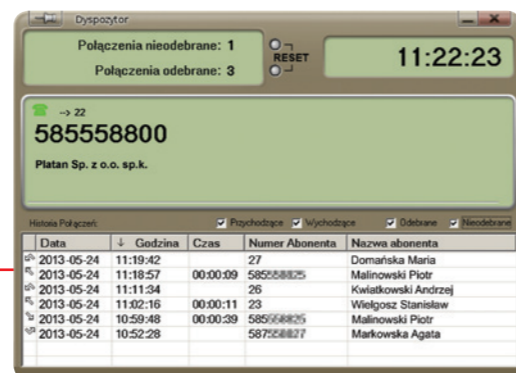 Dyspozytor
Połączenia nieodebrane: 1
Połączenia odebrane: 3
RESET
11:22:23
--> 22
585558800
Platan Sp. z o.o. sp.k.
Historia Połączeń: Przychodzące Wychodzące Odebrane Nieodebrane
Data ↓ Godzina Czas Numer Abonenta Nazwa abonenta
2013-05-24 11:19:42 27 Domańska Maria
2013-05-24 11:18:57 00:00:09 Malinowski Piotr
2013-05-24 11:11:34 26 Kwiatkowski Andrzej
2013-05-24 11:02:16 00:00:11 23 Wielgosz Stanisław
2013-05-24 10:59:48 00:00:39 Malinowski Piotr
2013-05-24 10:52:28 Markowska Agata